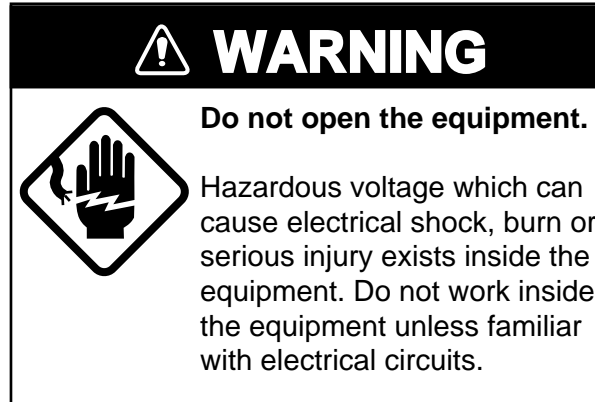 WARNING
Do not open the equipment.
Hazardous voltage which can
cause electrical shock, burn or
serious injury exists inside the
equipment. Do not work inside
the equipment unless familiar
with electrical circuits.